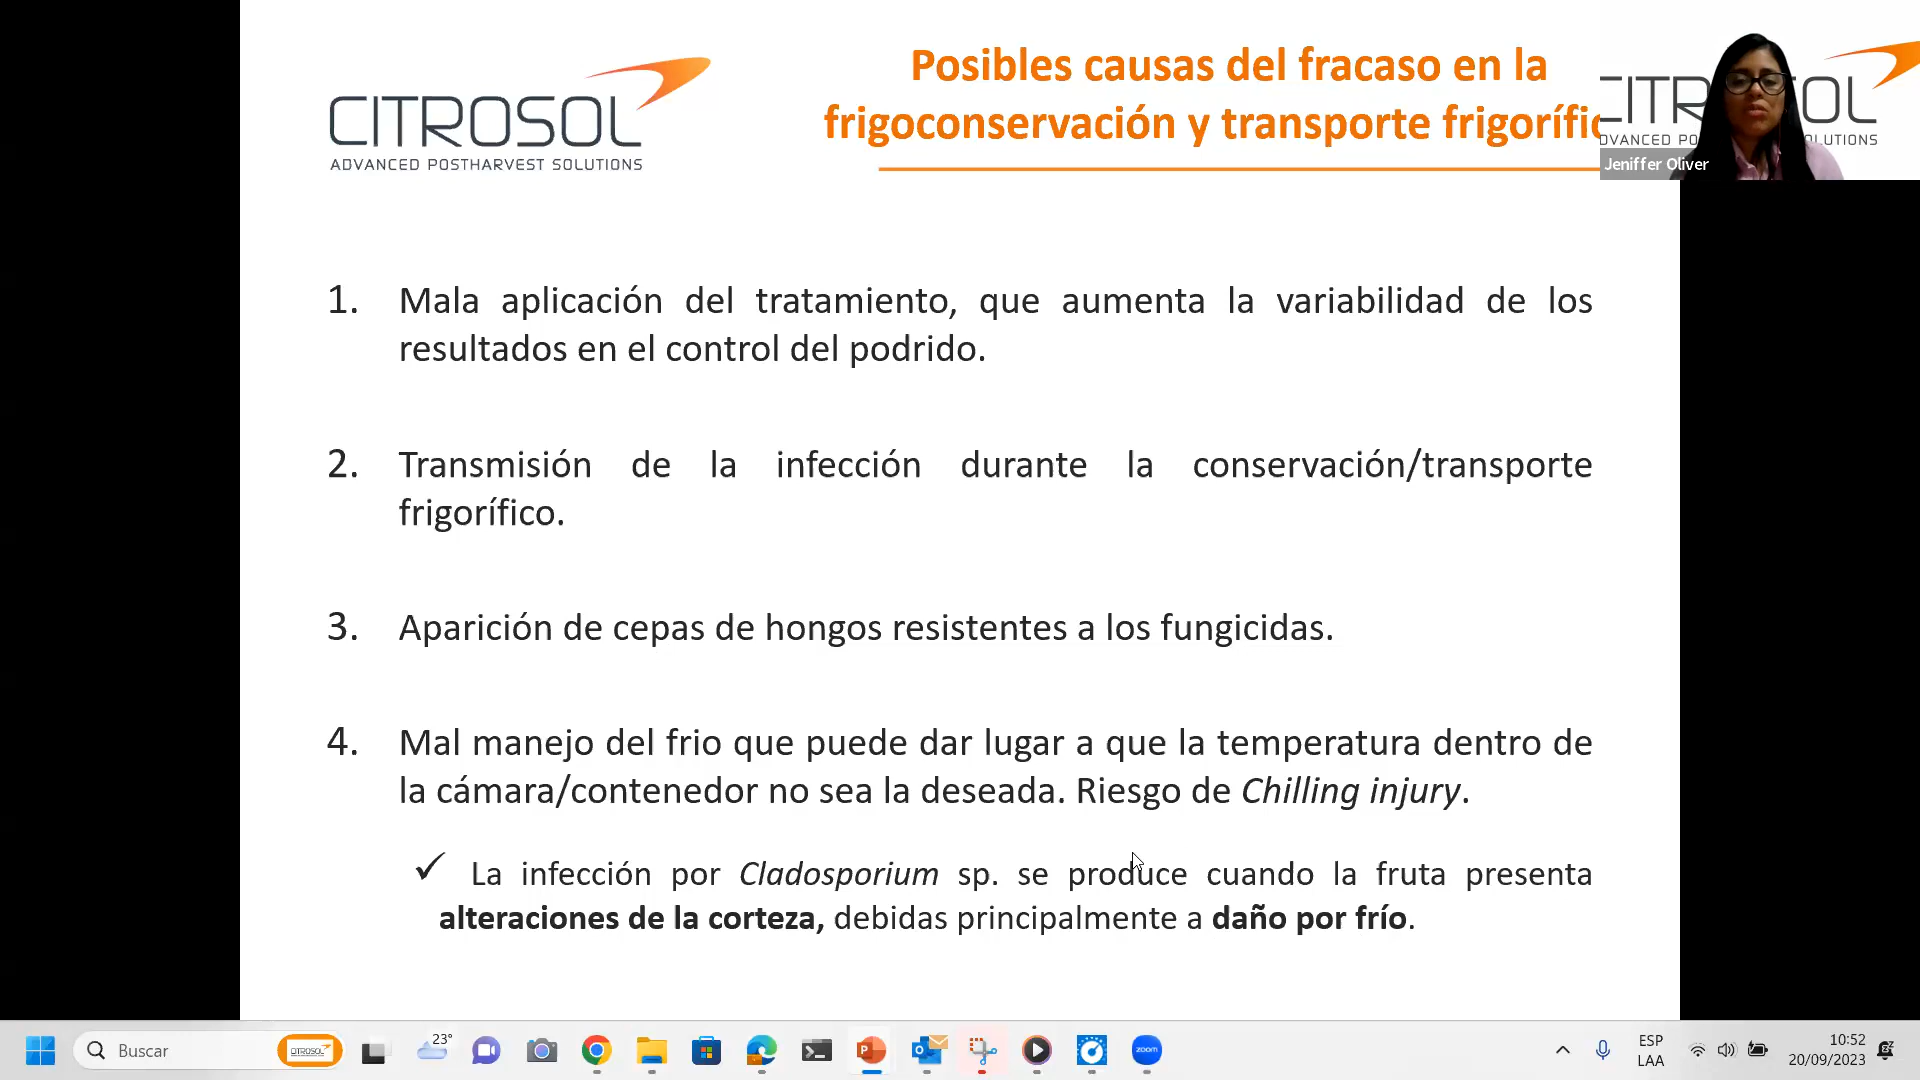 CITROSOL
ADVANCED POSTHARVEST SOLUTIONS
Posibles causas del fracaso en la
frigoconservación y transporte frigorífic
Jeniffer Oliver
1. Mala aplicación del tratamiento, que aumenta la variabilidad de los
resultados en el control del podrido.
2. Transmisión de la infección durante la conservación/transporte
frigorífico.
3. Aparición de cepas de hongos resistentes a los fungicidas.
4. Mal manejo del frio que puede dar lugar a que la temperatura dentro de
la cámara/contenedor no sea la deseada. Riesgo de Chilling injury.
✓ La infección por Cladosporium sp. se produce cuando la fruta presenta
alteraciones de la corteza, debidas principalmente a daño por frío.
Buscar
CITROSOL
23°
zoom
ESP
LAA
10:52
20/09/2023